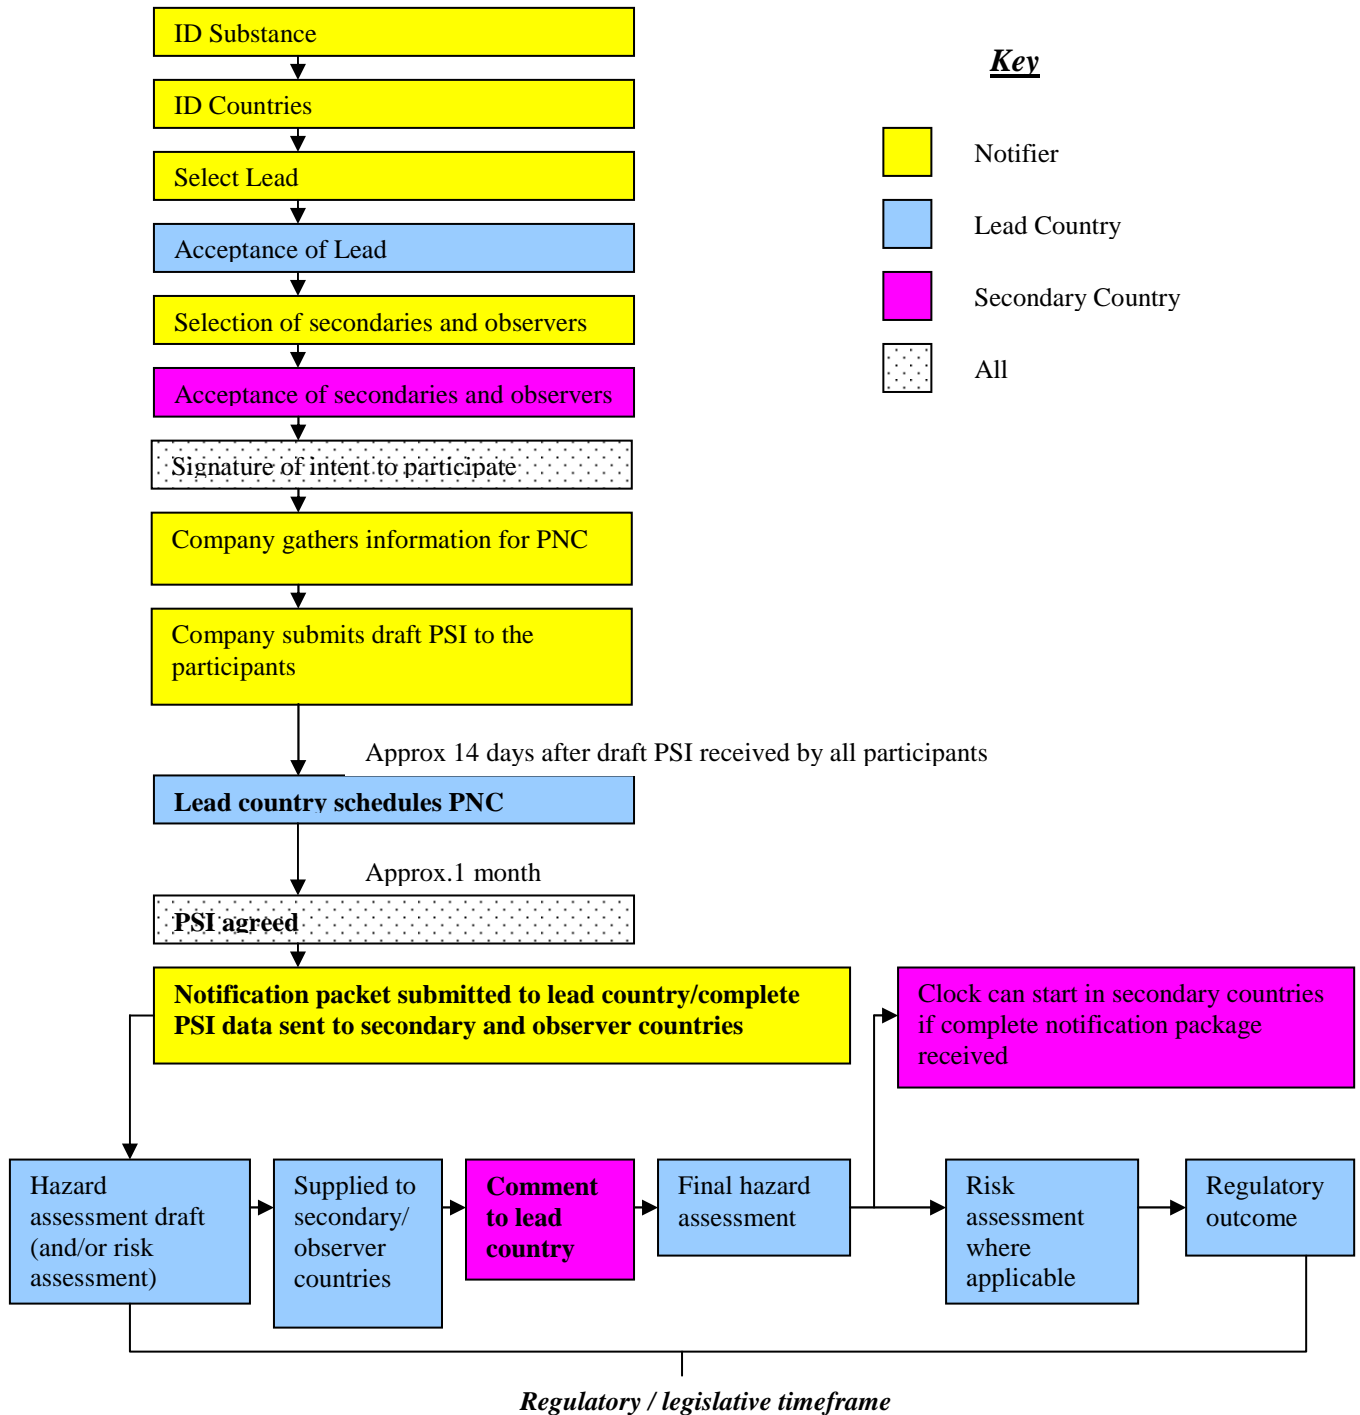 ID Substance
Key
ID Countries
Notifier
Select Lead
Lead Country
Acceptance of Lead
Secondary Country
Selection of secondaries and observers
All
Acceptance of secondaries and observers
Signature of intent to participate
Company gathers information for PNC
Company submits draft PSI to the
participants
Approx 14 days after draft PSI received by all participants
Lead country schedules PNC
Approx.1 month
PSI agreed
Notification packet submitted to lead country/complete
PSI data sent to secondary and observer countries
Clock can start in secondary countries
if complete notification package
received
Hazard
assessment draft
(and/or risk
assessment)
Supplied to
secondary/
observer
countries
Comment
to lead
country
Final hazard
assessment
Risk
assessment
where
applicable
Regulatory
outcome
Regulatory / legislative timeframe